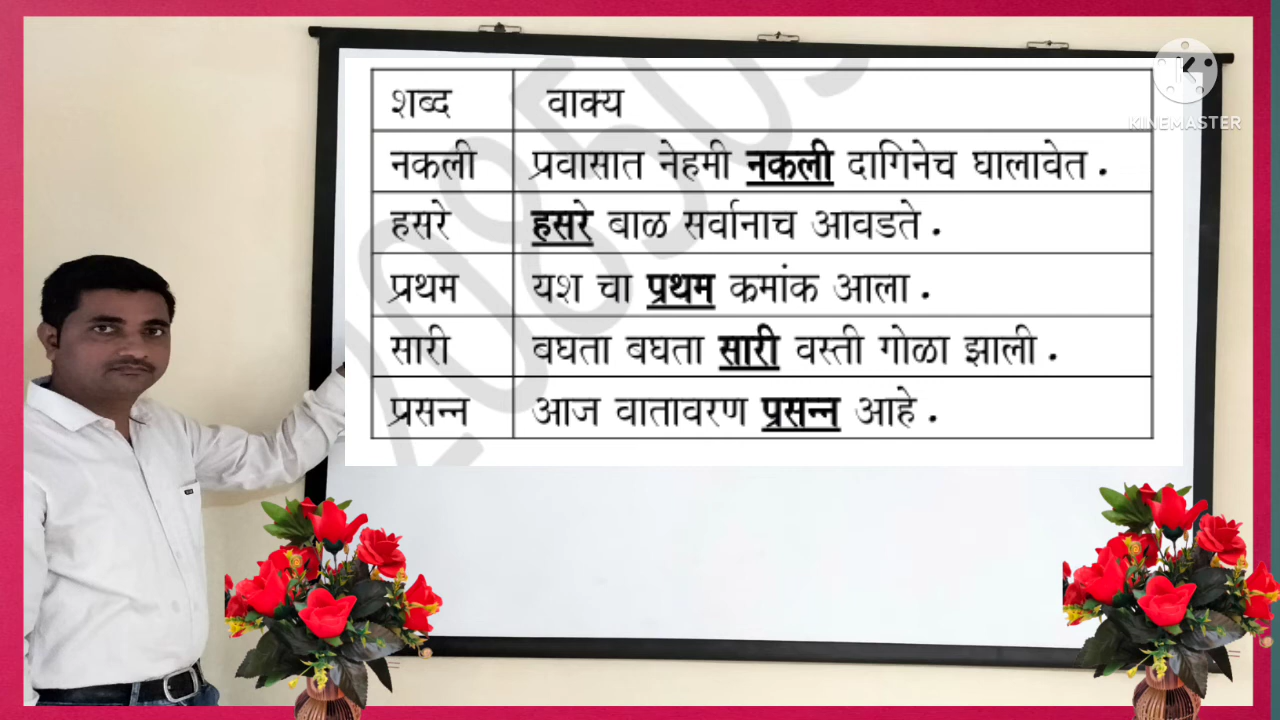 KINEMASTER
शब्द वाक्य
नकली प्रवासात नेहमी नकली दागिनेच घालावेत .
हसरे हसरे बाळ सर्वानाच आवडते .
प्रथम यश चा प्रथम क्रमांक आला .
सारी बघता बघता सारी वस्ती गोळा झाली .
प्रसन्न आज वातावरण प्रसन्न आहे .